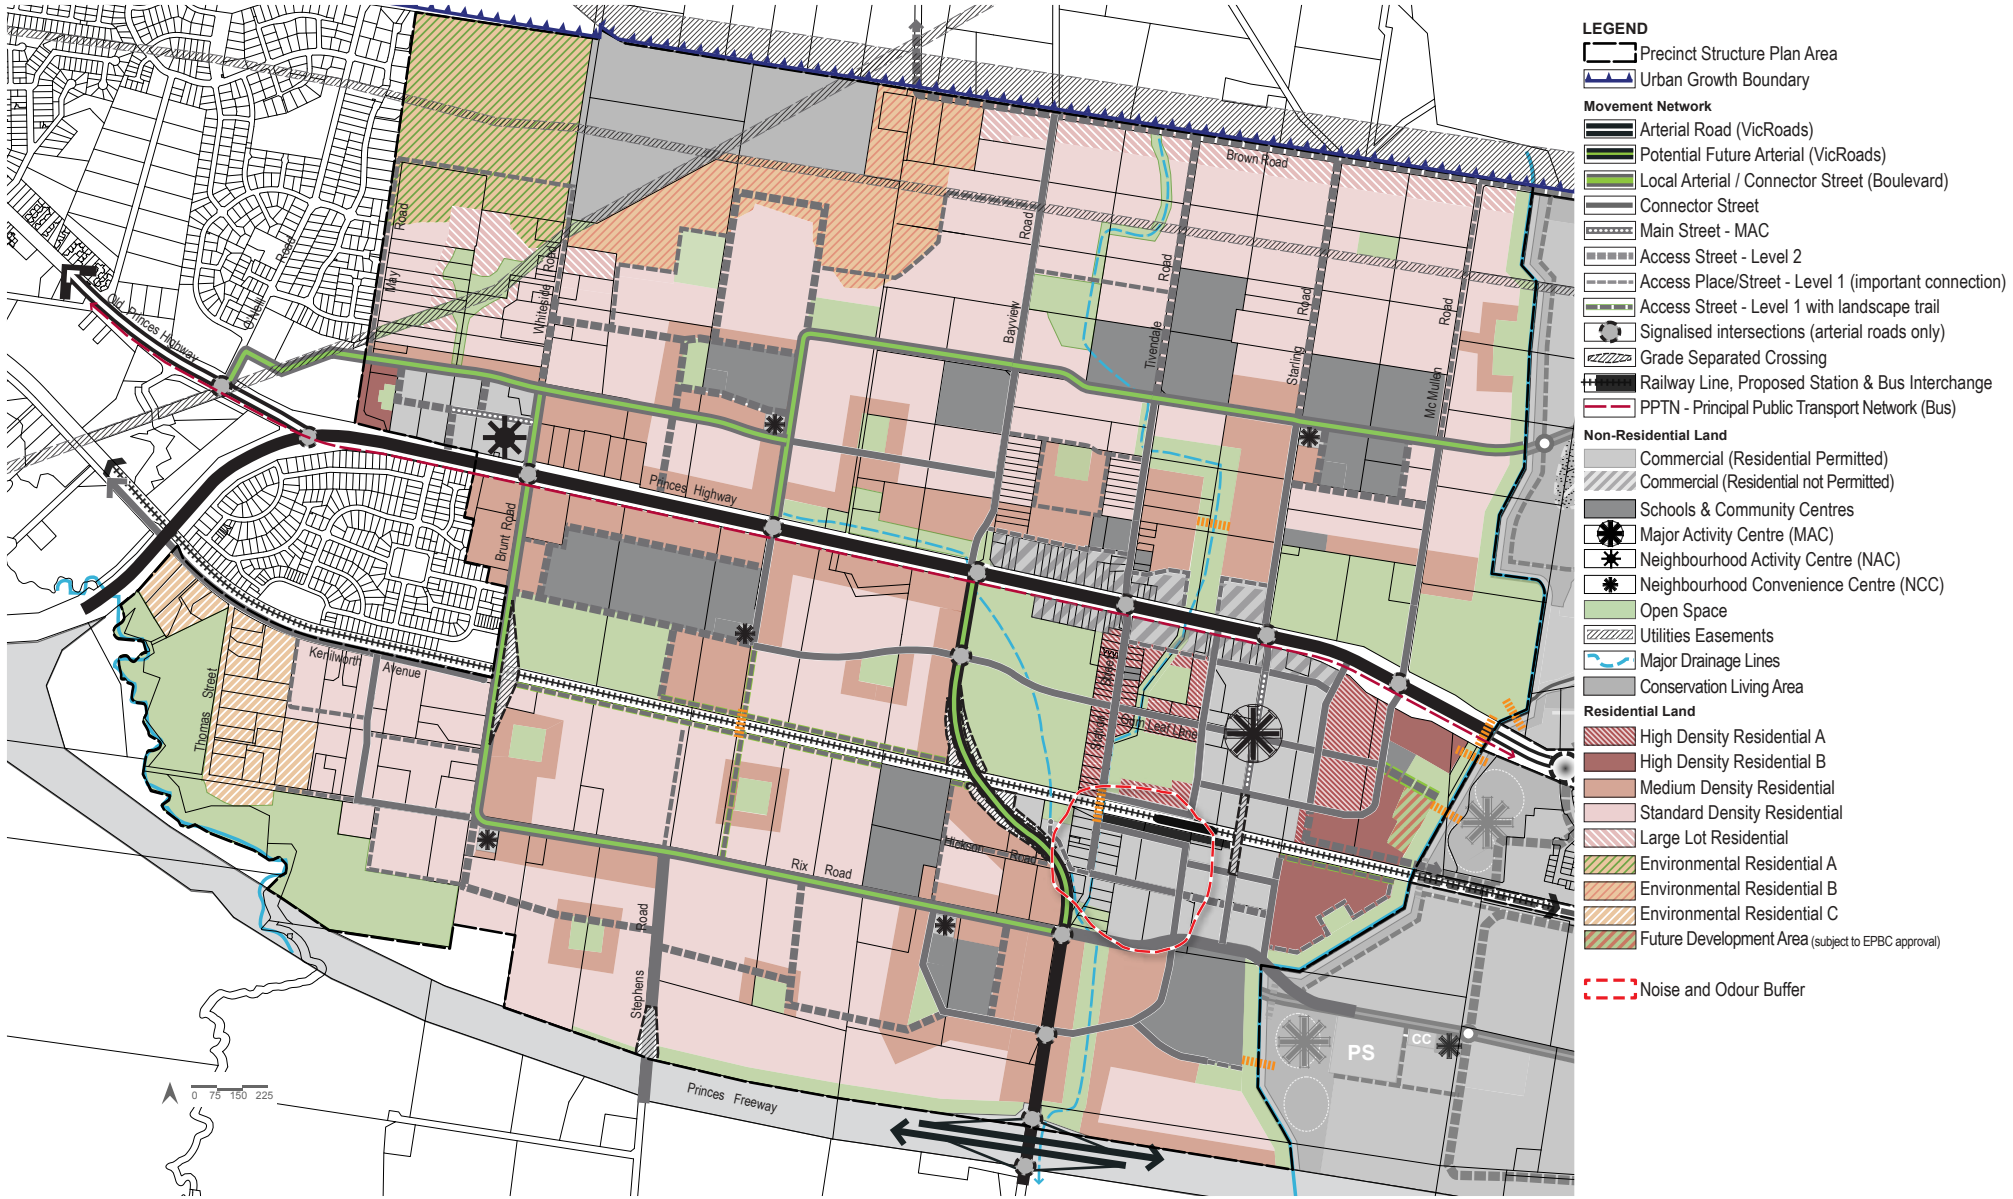 LEGEND
Precinct Structure Plan Area
Urban Growth Boundary
Movement Network
Arterial Road (VicRoads)
Potential Future Arterial (VicRoads)
Local Arterial / Connector Street (Boulevard)
Connector Street
Main Street - MAC
Access Street - Level 2
Access Place/Street - Level 1 (important connection)
Access Street - Level 1 with landscape trail
Signalised intersections (arterial roads only)
Grade Separated Crossing
Railway Line, Proposed Station & Bus Interchange
PPTN - Principal Public Transport Network (Bus)
Non-Residential Land
Commercial (Residential Permitted)
Commercial (Residential not Permitted)
Schools & Community Centres
Major Activity Centre (MAC)
Neighbourhood Activity Centre (NAC)
Neighbourhood Convenience Centre (NCC)
Open Space
Utilities Easements
Major Drainage Lines
Conservation Living Area
Residential Land
High Density Residential A
High Density Residential B
Medium Density Residential
Standard Density Residential
Large Lot Residential
Environmental Residential A
Environmental Residential B
Environmental Residential C
Future Development Area (subject to EPBC approval)
Noise and Odour Buffer
Brown Road
May Road
Whiteside Road
Bayview Road
Tivendale Road
Starling Road
Mc Mullen Road
O'Neil Road
Old Princes Highway
Princes Highway
Brunt Road
Kenilworth Avenue
Thomas Street
Station Street
Gum Leaf Lane
Hickson Road
Rix Road
Stephens Road
Princes Freeway
PS
CC
0 75 150 225